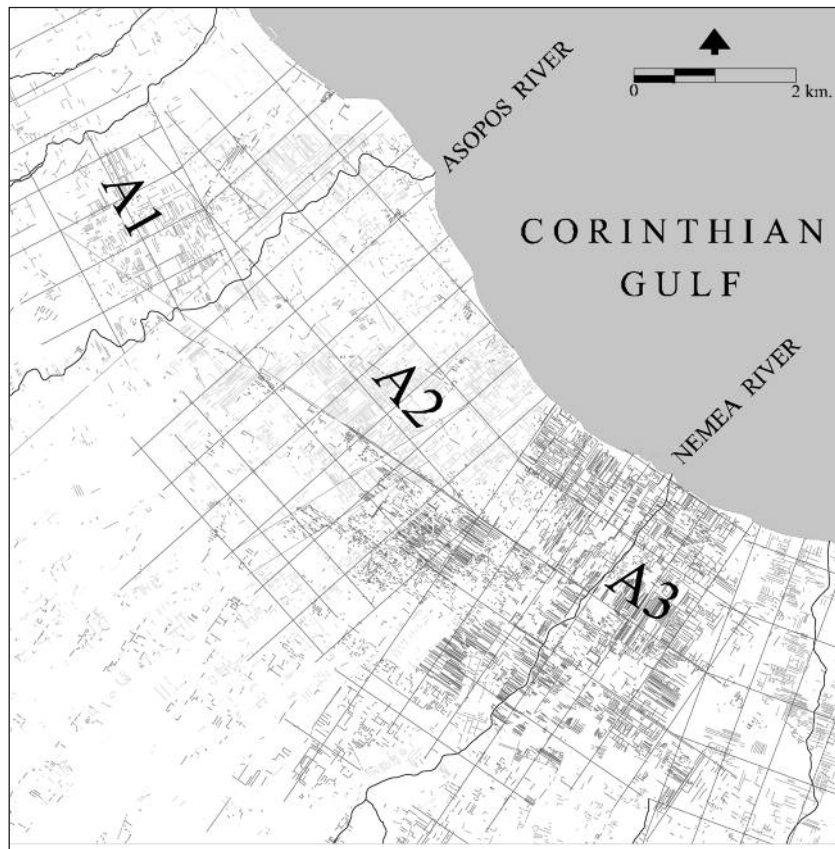 0
2 km.
ASOPOS RIVER
CORINTHIAN
GULF
A1
A2
NEMEA RIVER
A3